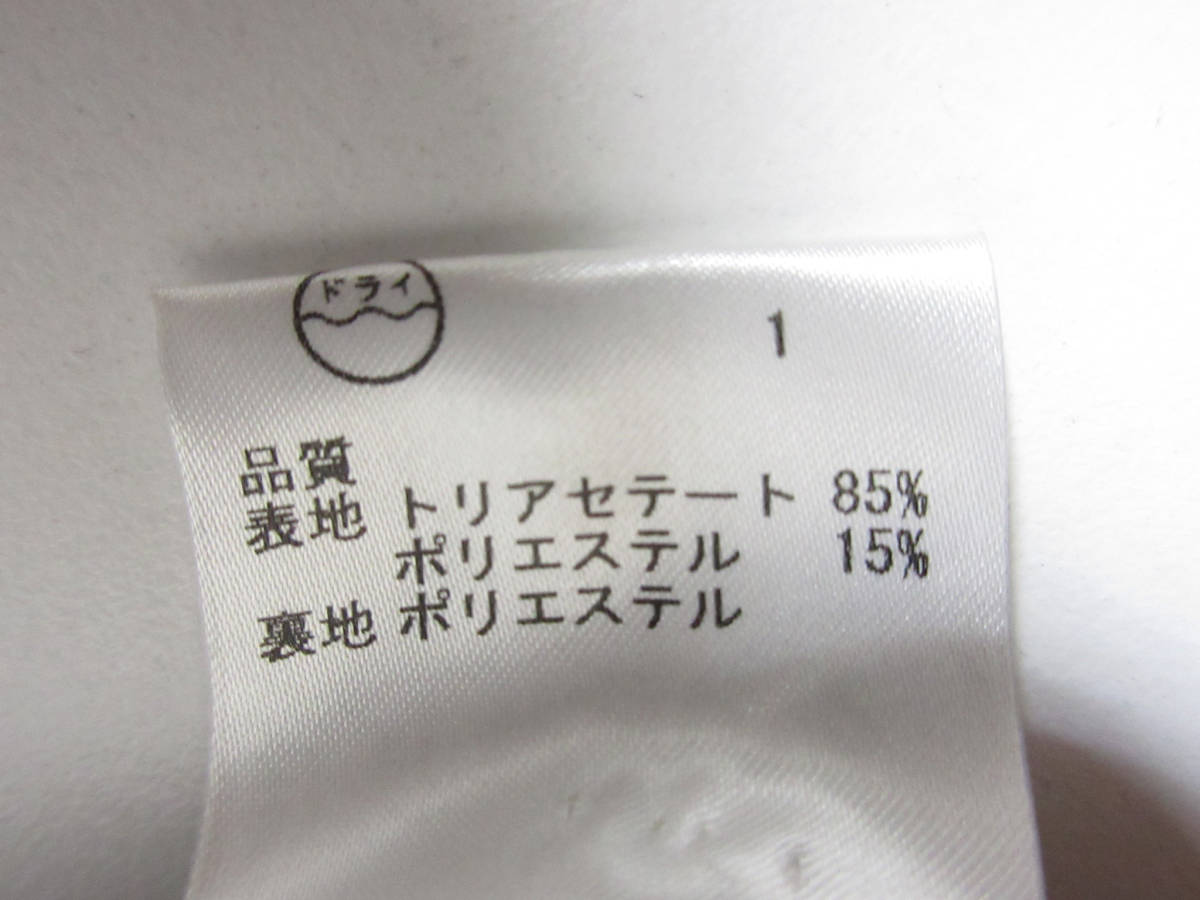 ドライ
1
品質
表地 トリアセテート 85%
ポリエステル 15%
裏地 ポリエステル